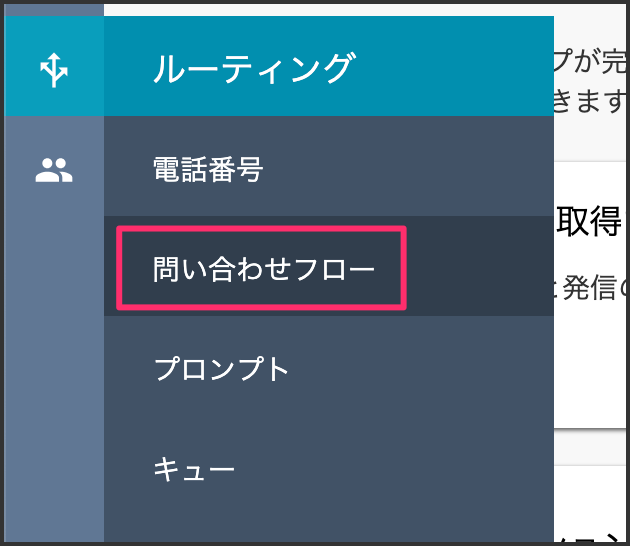 ルーティング
電話番号
問い合わせフロー
プロンプト
キュー
プが完
きます
取得
と発信の